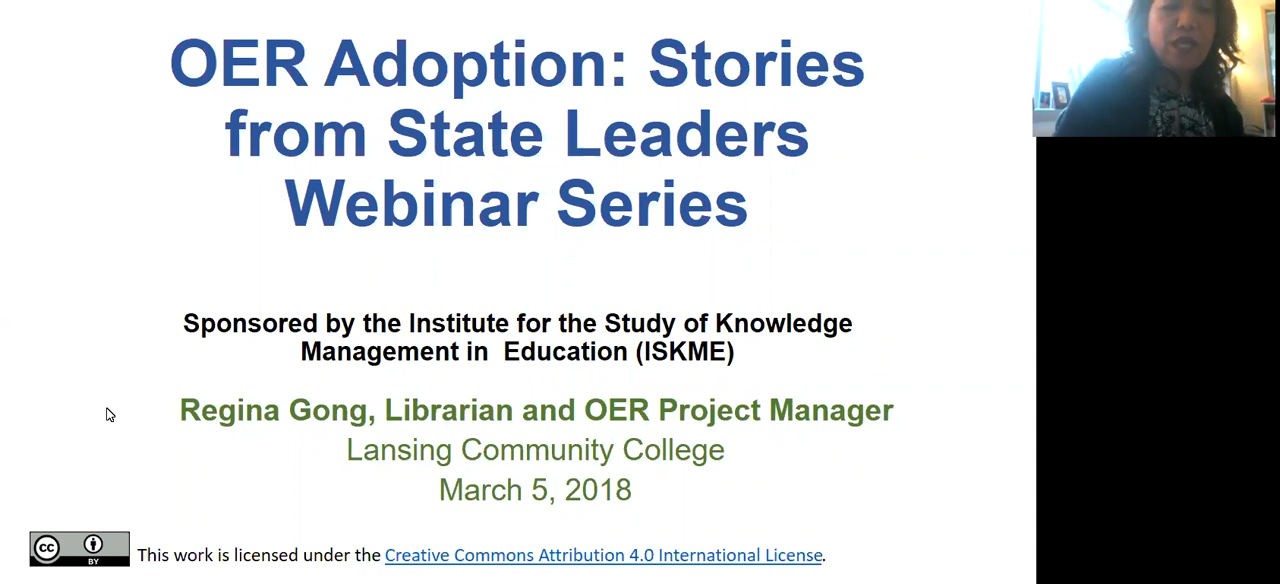 OER Adoption: Stories
from State Leaders
Webinar Series
Sponsored by the Institute for the Study of Knowledge
Management in Education (ISKME)
Regina Gong, Librarian and OER Project Manager
Lansing Community College
March 5, 2018
cc BY This work is licensed under the Creative Commons Attribution 4.0 International License.